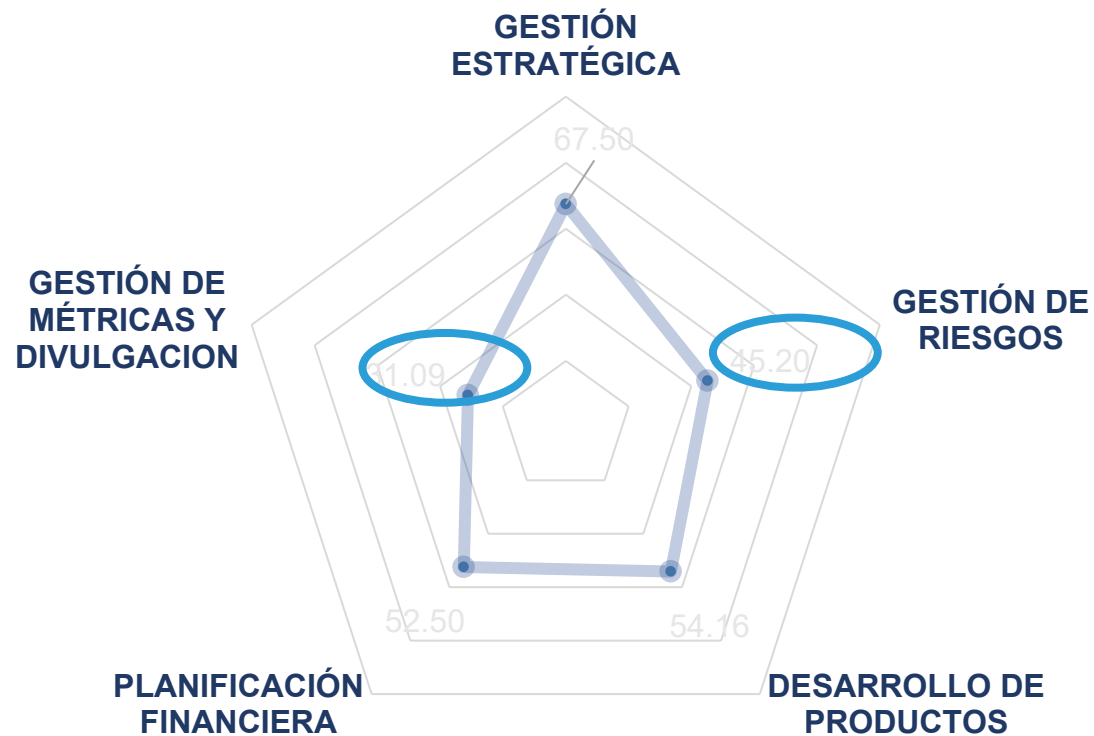 GESTIÓN
ESTRATÉGICA
67.50
GESTIÓN DE
MÉTRICAS Y
DIVULGACION
31.09
GESTIÓN DE
RIESGOS
45.20
52.50
54.16
PLANIFICACIÓN
FINANCIERA
DESARROLLO DE
PRODUCTOS